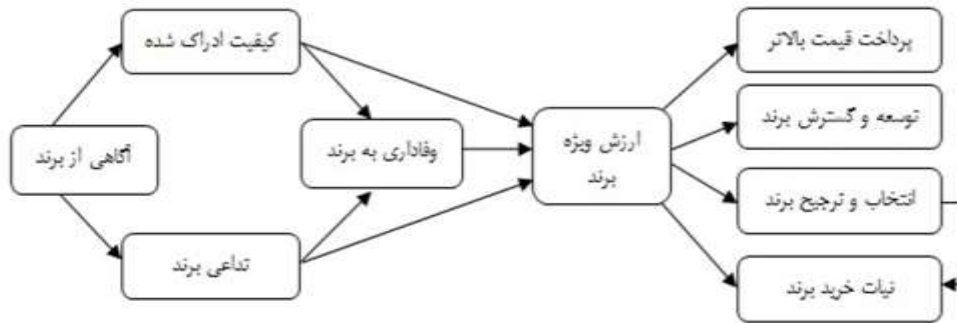 کیفیت ادراک شده
پرداخت قیمت بالاتر
توسعه و گسترش برند
آگاهی از برند
وفاداری به برند
ارزش ویژه
برند
انتخاب و ترجیح برند
تداعی برند
نیات خرید برند